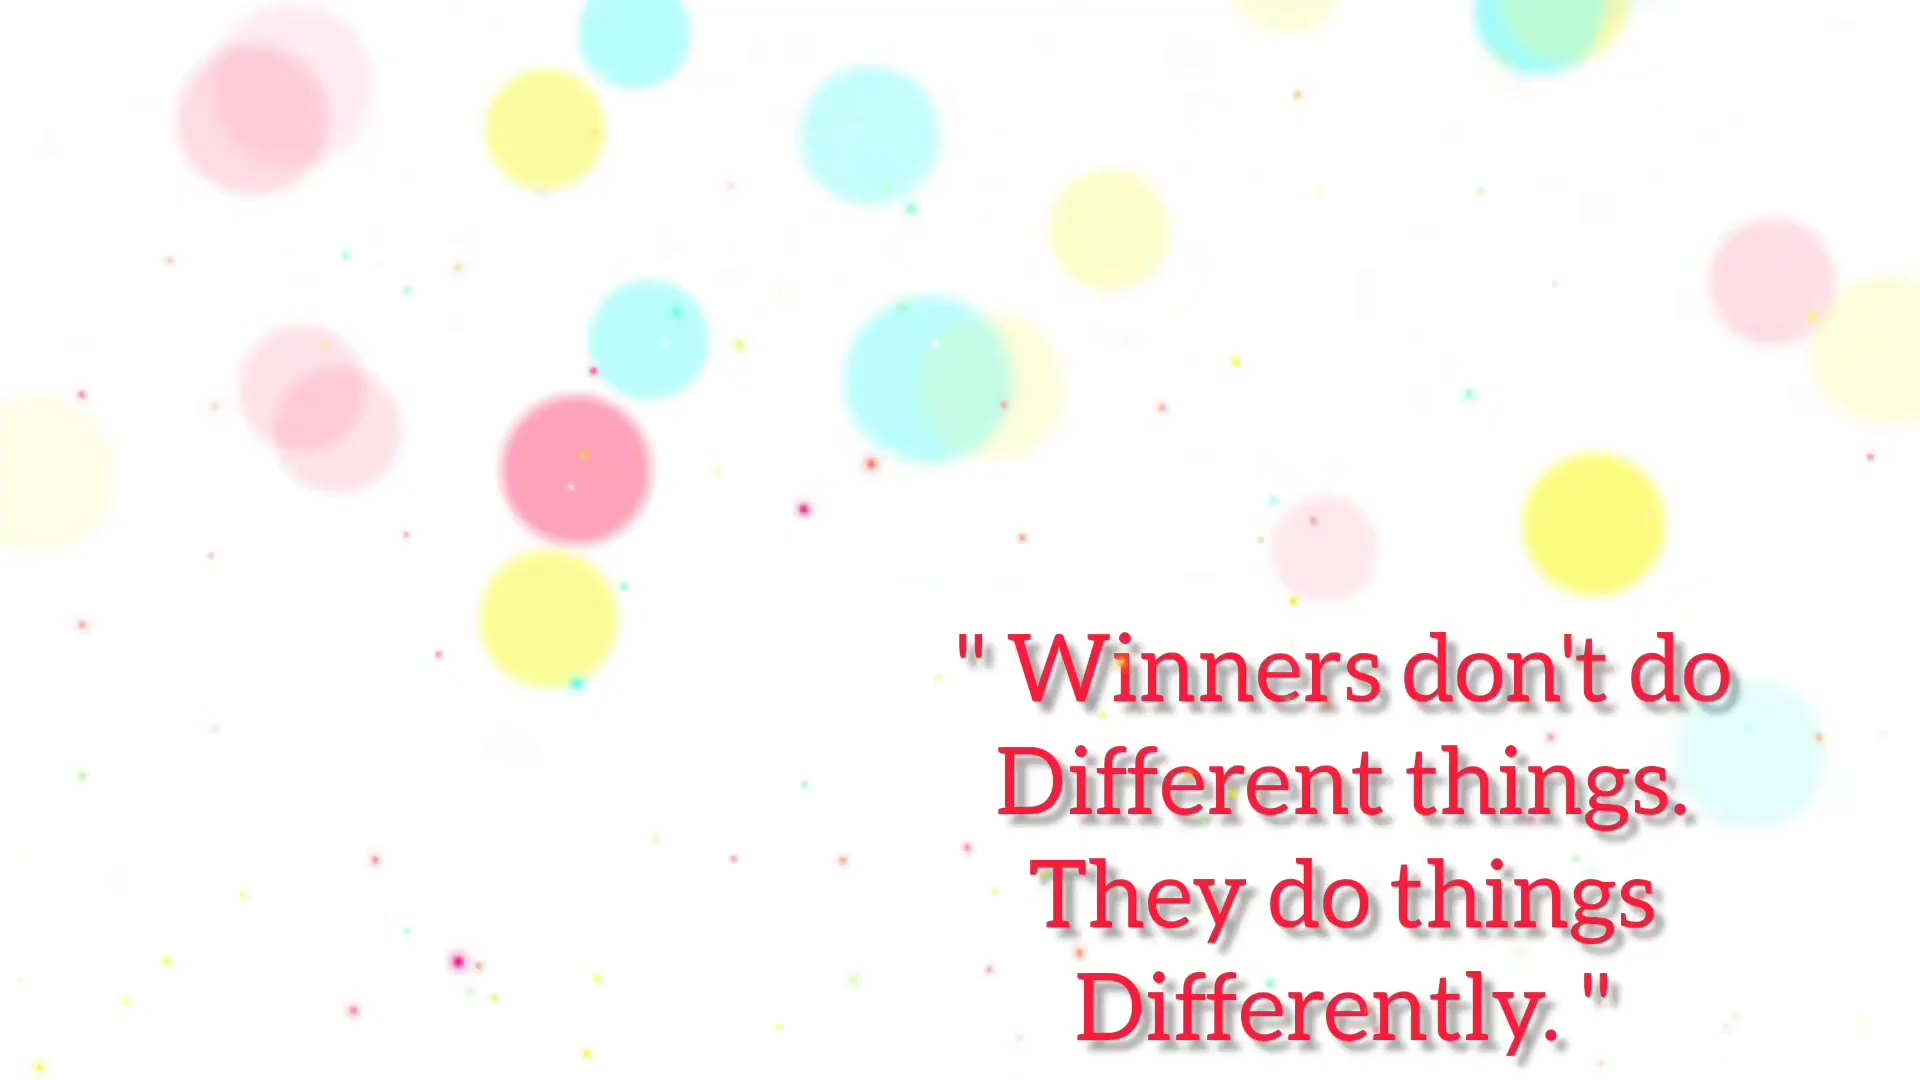 " Winners don't do
Different things.
They do things
Differently. "